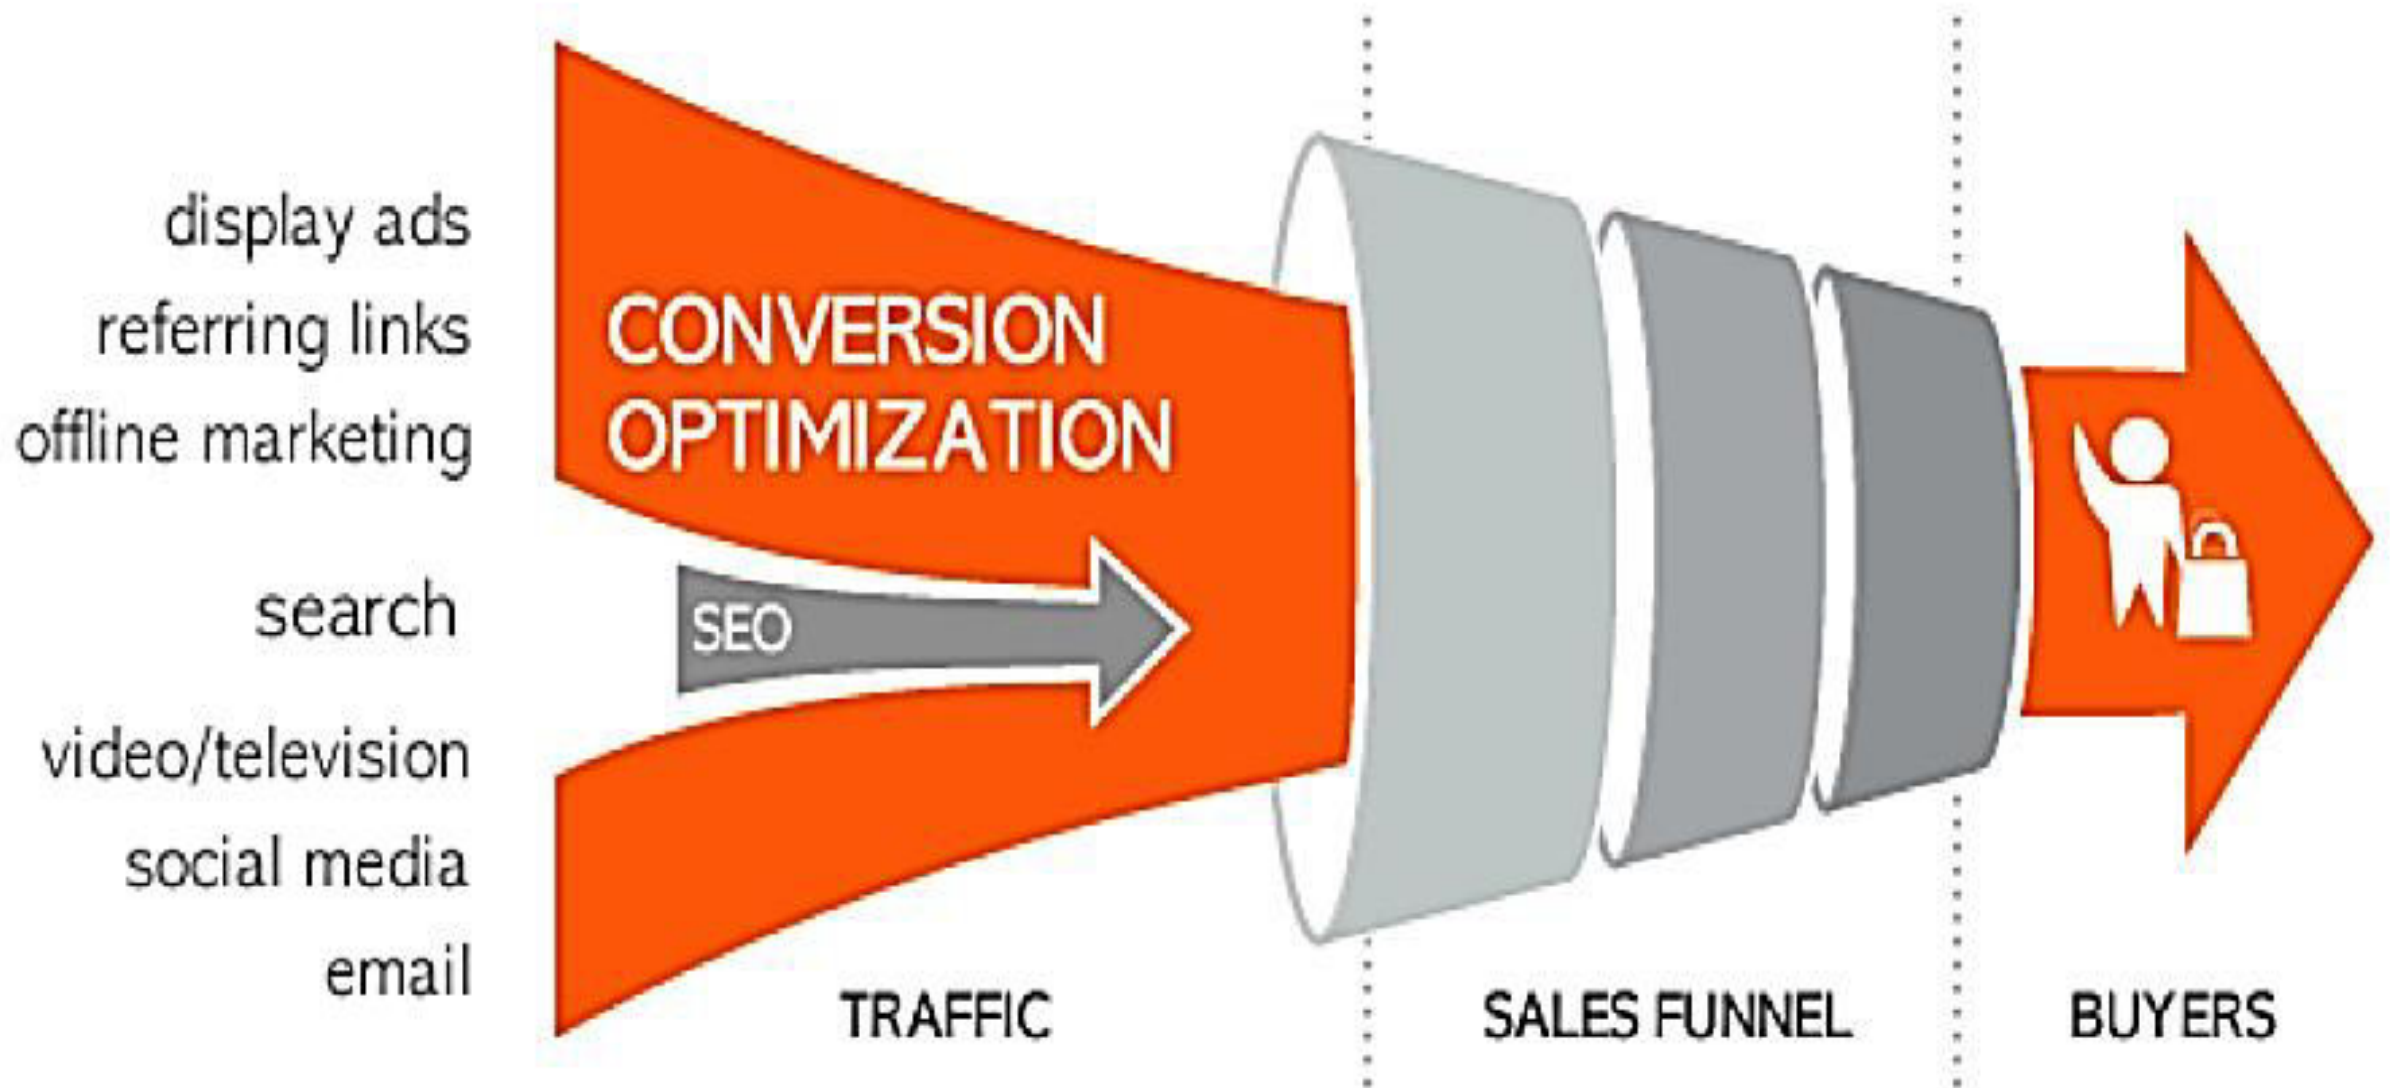 display ads
referring links
offline marketing
search
video/television
social media
email
CONVERSION
OPTIMIZATION
SEO
TRAFFIC
SALES FUNNEL
BUYERS